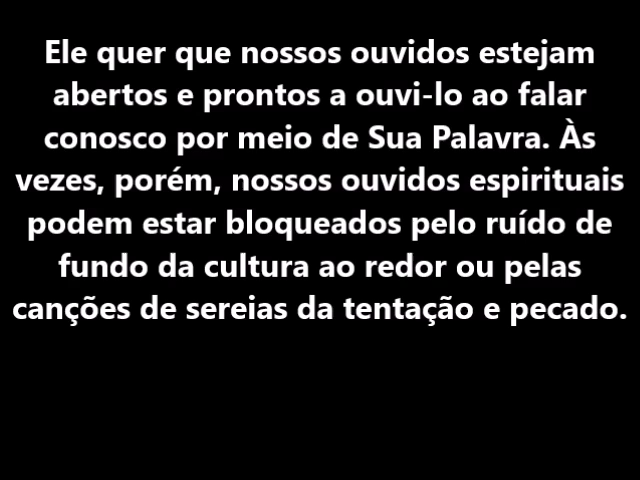 Ele quer que nossos ouvidos estejam
abertos e prontos a ouvi-lo ao falar
conosco por meio de Sua Palavra. Às
vezes, porém, nossos ouvidos espirituais
podem estar bloqueados pelo ruído de
fundo da cultura ao redor ou pelas
canções de sereias da tentação e pecado.